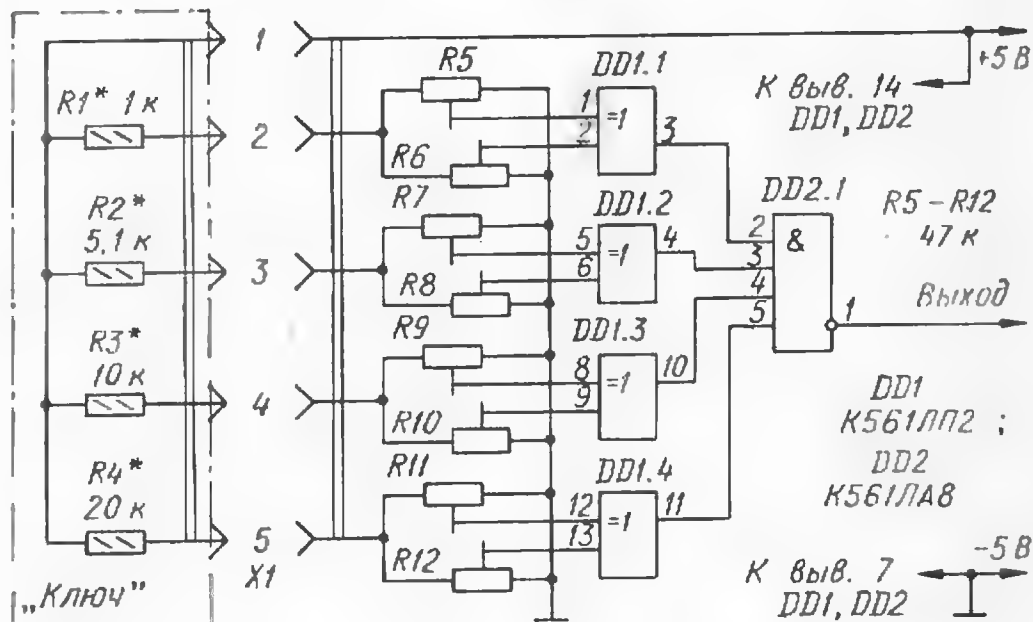 1
+5 В
R1* 1 к
2
R2*
5,1 к
3
R3*
10 к
4
R4*
20 к
5
X1
„Ключ”
R5
R6
R7
R8
R9
R10
R11
R12
DD1.1
1
2
=1
3
DD1.2
5
6
=1
4
DD1.3
8
9
=1
10
DD1.4
12
13
=1
11
К выв. 14
DD1, DD2
DD2.1
2
3
4
5
&
1
R5 – R12
47 к
Выход
DD1
К561ЛП2 ;
DD2
К561ЛА8
–5 В
К выв. 7
DD1, DD2